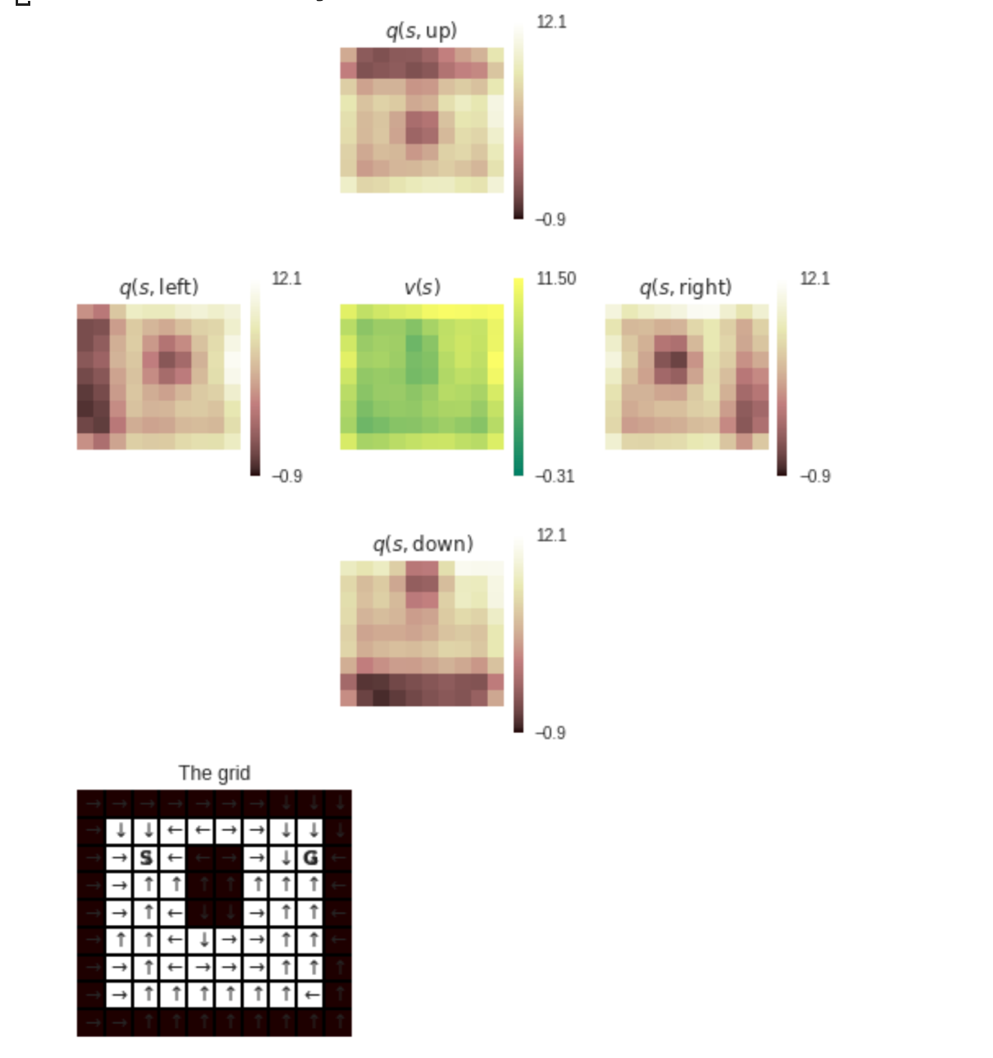 q(s, up)
12.1
−0.9
q(s, left)
12.1
−0.9
v(s)
11.50
−0.31
q(s, right)
12.1
−0.9
q(s, down)
12.1
−0.9
The grid
→ → → → → → → ↓ ↓ ↓
→ ↓ ↓ ← ← → → ↓ ↓ ↓
→ → S ← ← → → ↓ G ←
→ → ↑ ↑ ↑ ↑ ↑ ↑ ↑ ←
→ → ↑ ← ↓ ↓ → ↑ ↑ ←
→ ↑ ↑ ← ↓ → → ↑ ↑ ←
→ → ↑ ← → → → ↑ ↑ ↑
→ → ↑ ↑ ↑ ↑ ↑ ↑ ← ↑
→ → ↑ ↑ ↑ ↑ ↑ ↑ ↑ ↑